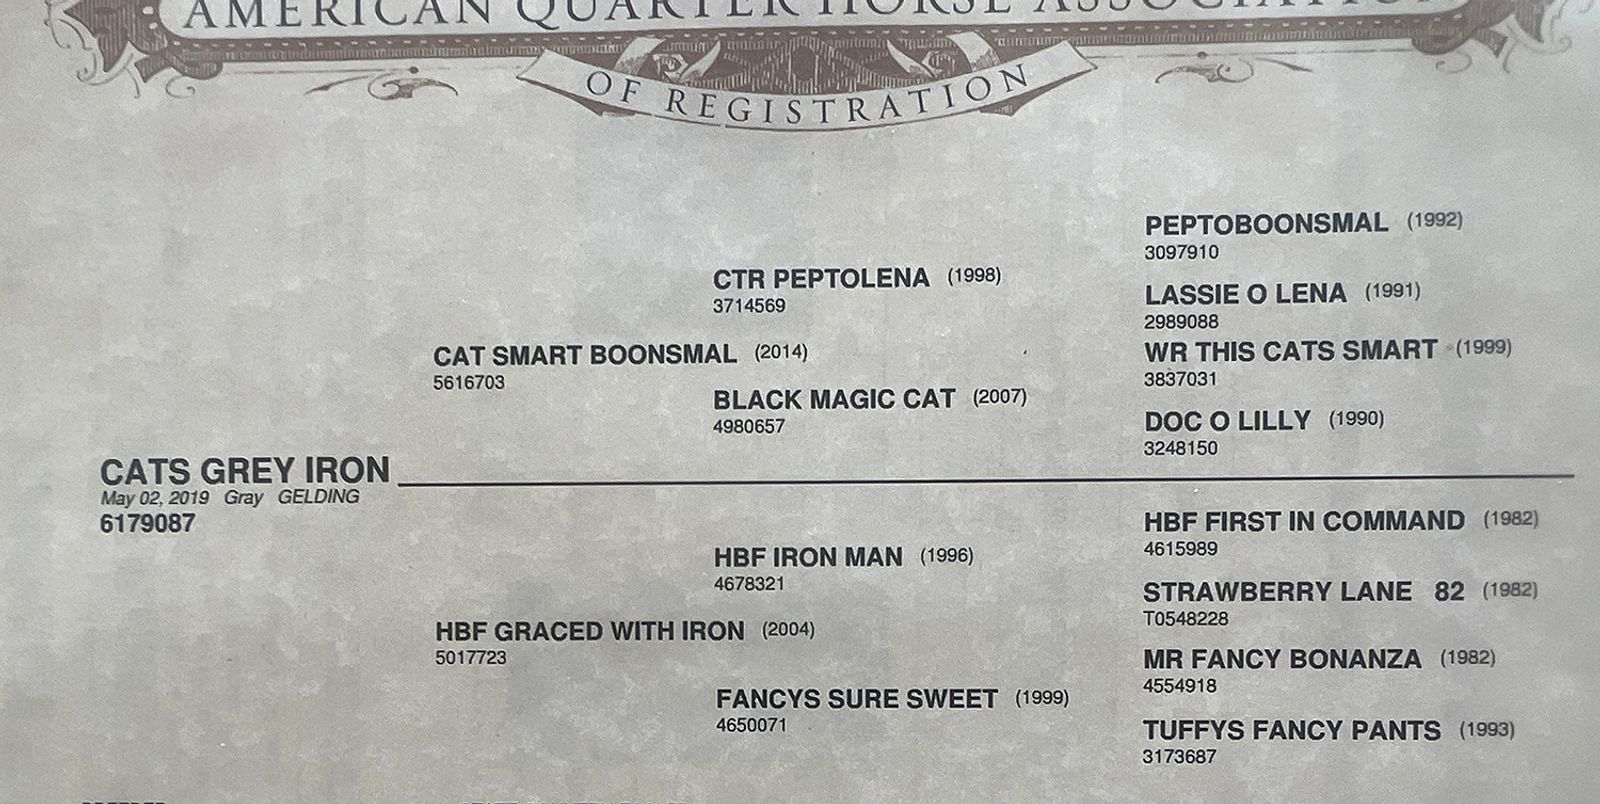 AMERICAN QUARTER HORSE ASSOCIATION
OF REGISTRATION
PEPTOBOONSMAL (1992)
3097910
CTR PEPTOLENA (1998)
3714569
LASSIE O LENA (1991)
2989088
CAT SMART BOONSMAL (2014)
5616703
WR THIS CATS SMART (1999)
3837031
BLACK MAGIC CAT (2007)
4980657
DOC O LILLY (1990)
3248150
CATS GREY IRON
May 02, 2019 Gray GELDING
6179087
HBF FIRST IN COMMAND (1982)
4615989
HBF IRON MAN (1996)
4678321
STRAWBERRY LANE 82 (1982)
T0548228
HBF GRACED WITH IRON (2004)
5017723
MR FANCY BONANZA (1982)
4554918
FANCYS SURE SWEET (1999)
4650071
TUFFYS FANCY PANTS (1993)
3173687